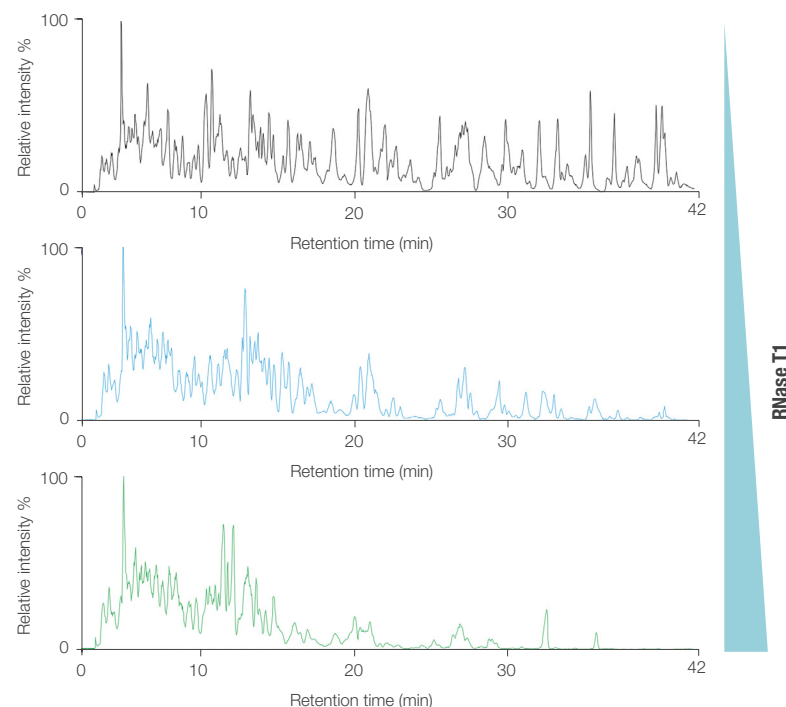 100
Relative intensity %
0
0 10 20 30 42
Retention time (min)
100
Relative intensity %
0
0 10 20 30 42
Retention time (min)
100
Relative intensity %
0
0 10 20 30 42
Retention time (min)
RNase T1